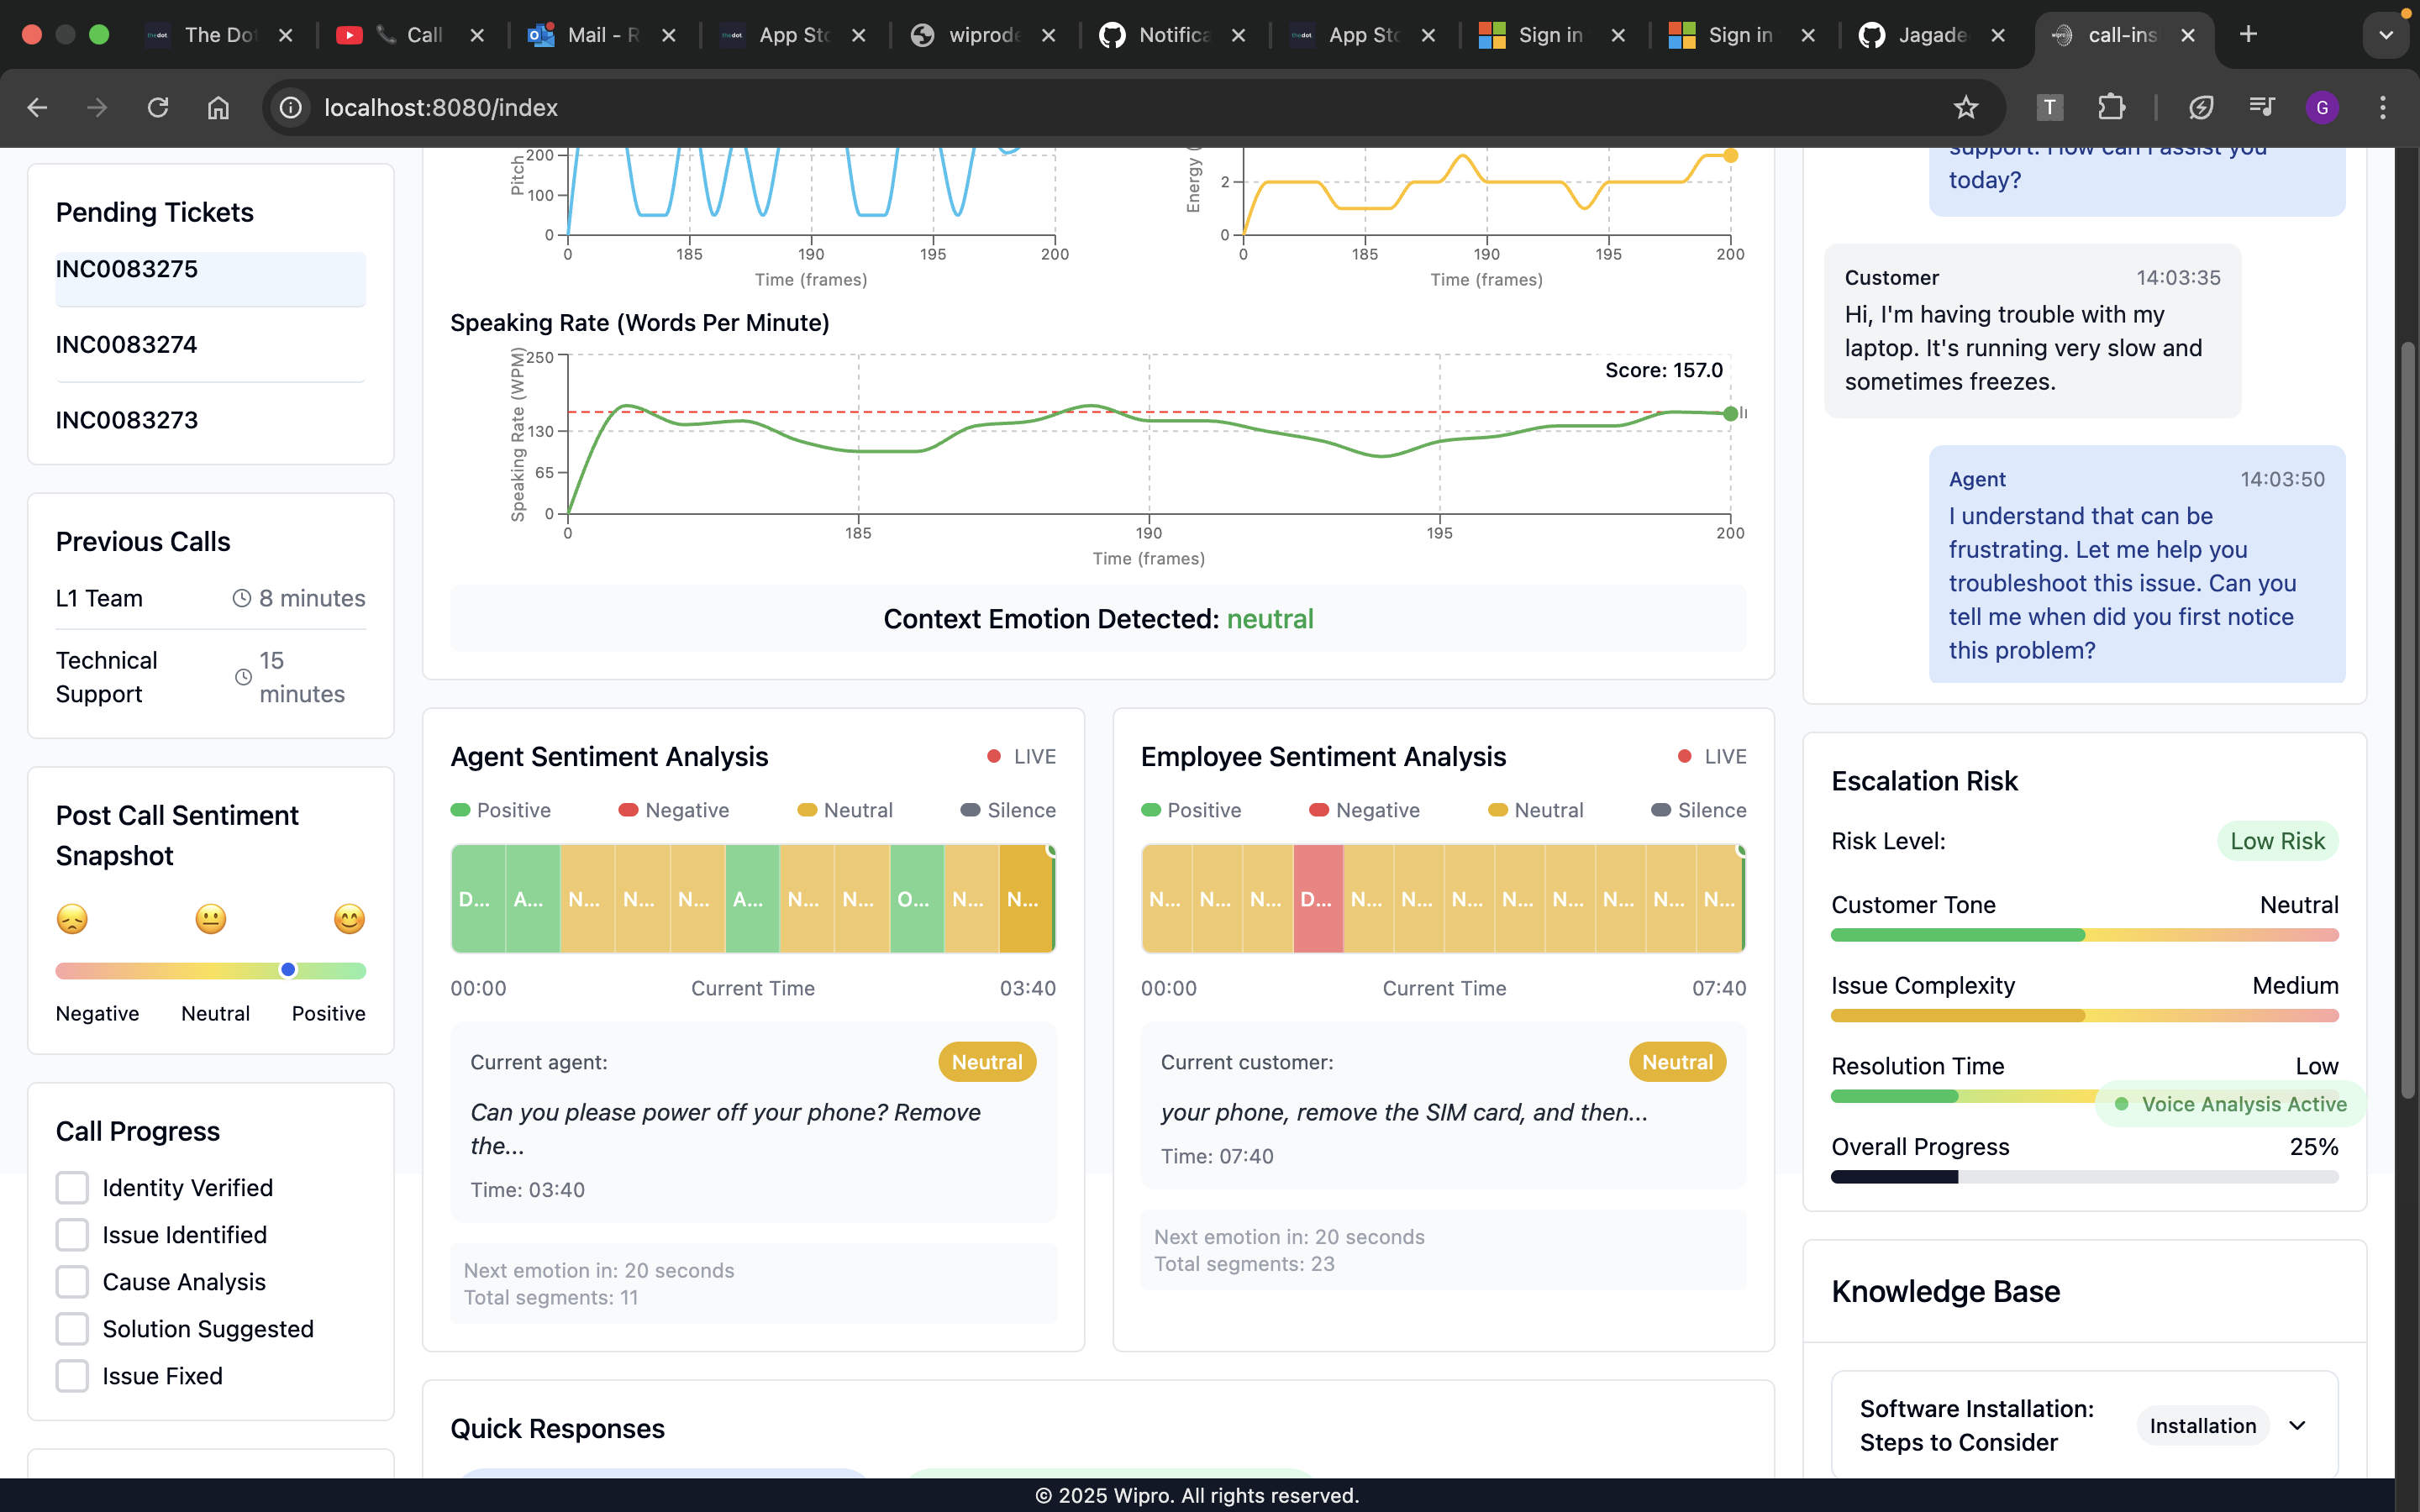 The Do
Call
Mail - R
App Sto
wiprode
Notifica
App Sto
Sign in
Sign in
Jagade
call-ins
localhost:8080/index
T
G
Pending Tickets
INC0083275
INC0083274
INC0083273
Previous Calls
L1 Team 8 minutes
Technical Support 15 minutes
Post Call Sentiment
Snapshot
Negative Neutral Positive
Call Progress
Identity Verified
Issue Identified
Cause Analysis
Solution Suggested
Issue Fixed
Pitch
200
100
0
0 185 190 195 200
Time (frames)
Energy (
2
0
0 185 190 195 200
Time (frames)
Speaking Rate (Words Per Minute)
Speaking Rate (WPM)
250
130
65
0
Score: 157.0
0 185 190 195 200
Time (frames)
Context Emotion Detected: neutral
Agent Sentiment Analysis LIVE
Positive Negative Neutral Silence
D... A... N... N... N... A... N... N... O... N... N...
00:00 Current Time 03:40
Current agent: Neutral
Can you please power off your phone? Remove
the...
Time: 03:40
Next emotion in: 20 seconds
Total segments: 11
Employee Sentiment Analysis LIVE
Positive Negative Neutral Silence
N... N... N... D... N... N... N... N... N... N... N... N...
00:00 Current Time 07:40
Current customer: Neutral
your phone, remove the SIM card, and then...
Time: 07:40
Next emotion in: 20 seconds
Total segments: 23
Quick Responses
support. How can I assist you
today?
Customer 14:03:35
Hi, I'm having trouble with my
laptop. It's running very slow and
sometimes freezes.
Agent 14:03:50
I understand that can be
frustrating. Let me help you
troubleshoot this issue. Can you
tell me when did you first notice
this problem?
Escalation Risk
Risk Level: Low Risk
Customer Tone Neutral
Issue Complexity Medium
Resolution Time Low
Voice Analysis Active
Overall Progress 25%
Knowledge Base
Software Installation:
Steps to Consider
Installation
© 2025 Wipro. All rights reserved.